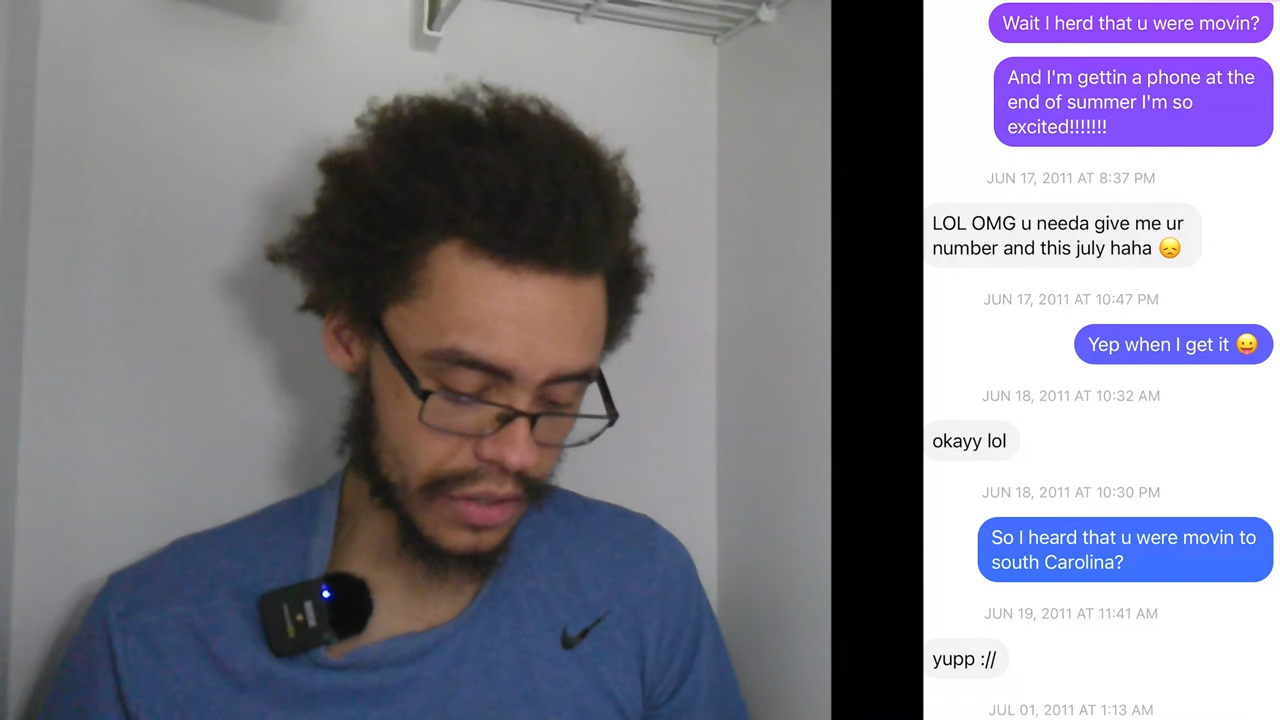 Wait I herd that u were movin?
And I'm gettin a phone at the
end of summer I'm so
excited!!!!!!!
JUN 17, 2011 AT 8:37 PM
LOL OMG u needa give me ur
number and this july haha 😞
JUN 17, 2011 AT 10:47 PM
Yep when I get it 😛
JUN 18, 2011 AT 10:32 AM
okayy lol
JUN 18, 2011 AT 10:30 PM
So I heard that u were movin to
south Carolina?
JUN 19, 2011 AT 11:41 AM
yupp ://
JUL 01, 2011 AT 1:13 AM